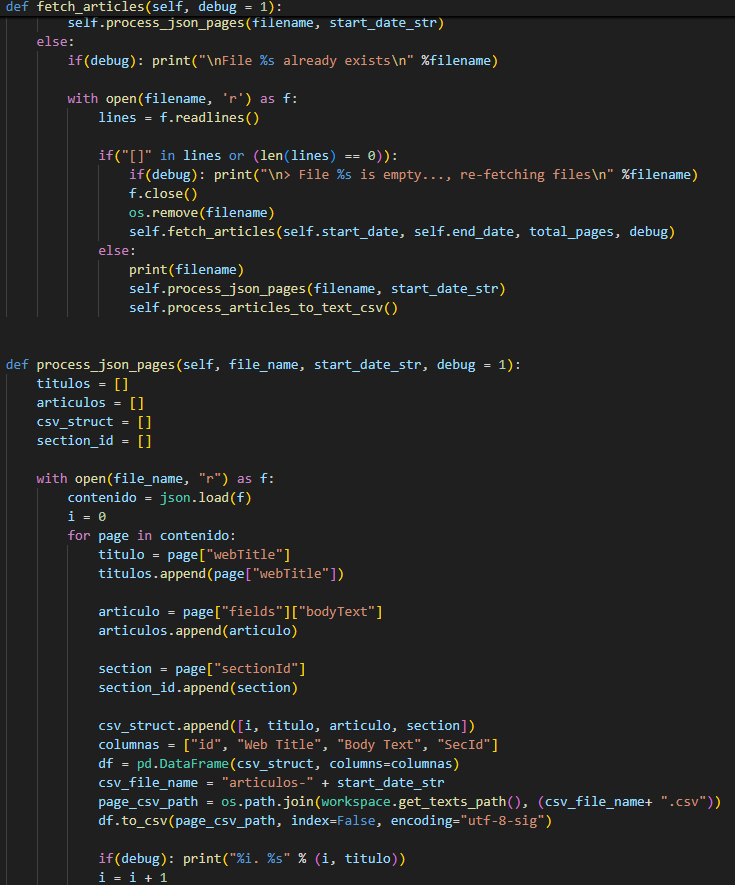 def fetch_articles(self, debug = 1):
        self.process_json_pages(filename, start_date_str)
    else:
        if(debug): print("\nFile %s already exists\n" %filename)

        with open(filename, 'r') as f:
            lines = f.readlines()

            if("[]" in lines or (len(lines) == 0)):
                if(debug): print("\n> File %s is empty..., re-fetching files\n" %filename)
                f.close()
                os.remove(filename)
                self.fetch_articles(self.start_date, self.end_date, total_pages, debug)
            else:
                print(filename)
                self.process_json_pages(filename, start_date_str)
                self.process_articles_to_text_csv()

def process_json_pages(self, file_name, start_date_str, debug = 1):
    titulos = []
    articulos = []
    csv_struct = []
    section_id = []

    with open(file_name, "r") as f:
        contenido = json.load(f)
        i = 0
        for page in contenido:
            titulo = page["webTitle"]
            titulos.append(page["webTitle"])

            articulo = page["fields"]["bodyText"]
            articulos.append(articulo)

            section = page["sectionId"]
            section_id.append(section)

            csv_struct.append([i, titulo, articulo, section])
            columnas = ["id", "Web Title", "Body Text", "SecId"]
            df = pd.DataFrame(csv_struct, columns=columnas)
            csv_file_name = "articulos-" + start_date_str
            page_csv_path = os.path.join(workspace.get_texts_path(), (csv_file_name+ ".csv"))
            df.to_csv(page_csv_path, index=False, encoding="utf-8-sig")

            if(debug): print("%i. %s" % (i, titulo))
            i = i + 1